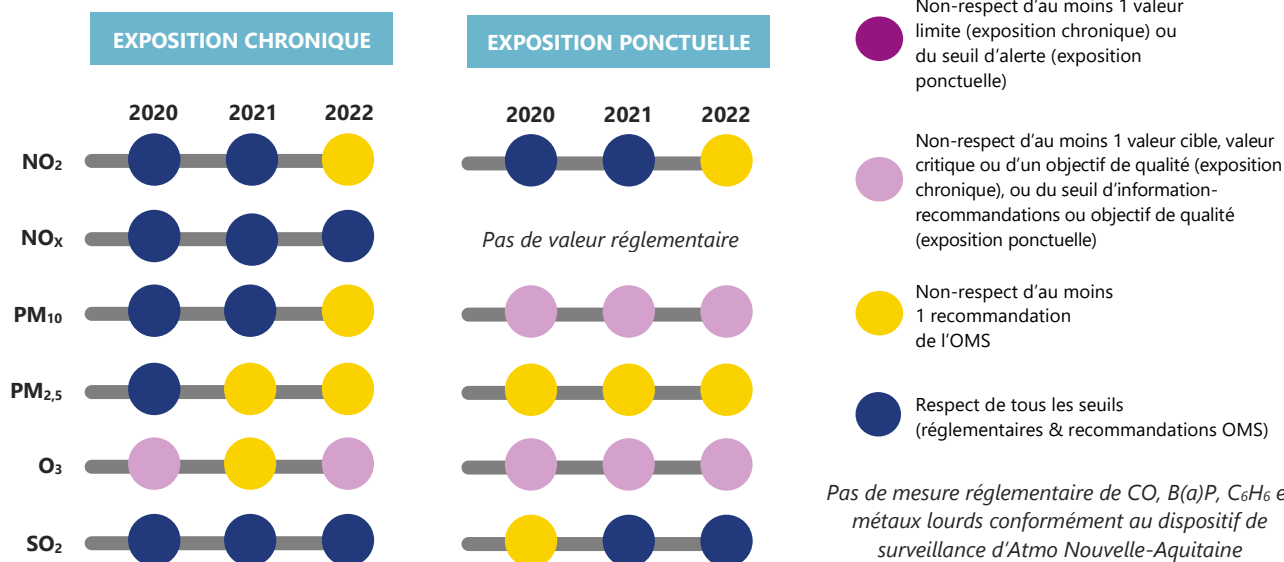 EXPOSITION CHRONIQUE
2020 2021 2022
NO₂
NOₓ
PM₁₀
PM₂,₅
O₃
SO₂
EXPOSITION PONCTUELLE
2020 2021 2022
Pas de valeur réglementaire
Non-respect d'au moins 1 valeur
limite (exposition chronique) ou
du seuil d'alerte (exposition
ponctuelle)
Non-respect d'au moins 1 valeur cible, valeur
critique ou d'un objectif de qualité (exposition
chronique), ou du seuil d'information-
recommandations ou objectif de qualité
(exposition ponctuelle)
Non-respect d'au moins
1 recommandation
de l'OMS
Respect de tous les seuils
(réglementaires & recommandations OMS)
Pas de mesure réglementaire de CO, B(a)P, C₆H₆ e
métaux lourds conformément au dispositif de
surveillance d'Atmo Nouvelle-Aquitaine